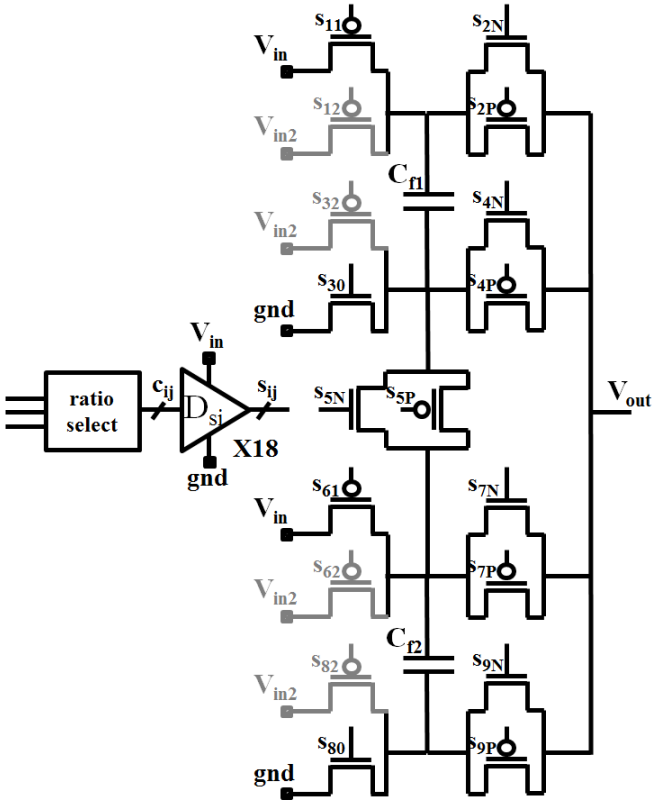 s11
s2N
Vin
s12
s2P
Vin2
Cf1
s32
s4N
Vin2
s30
s4P
gnd
Vin
cij
sij
ratio
select
Dsi
s5N
s5P
Vout
X18
gnd
s61
s7N
Vin
s62
s7P
Vin2
Cf2
s82
s9N
Vin2
s80
s9P
gnd